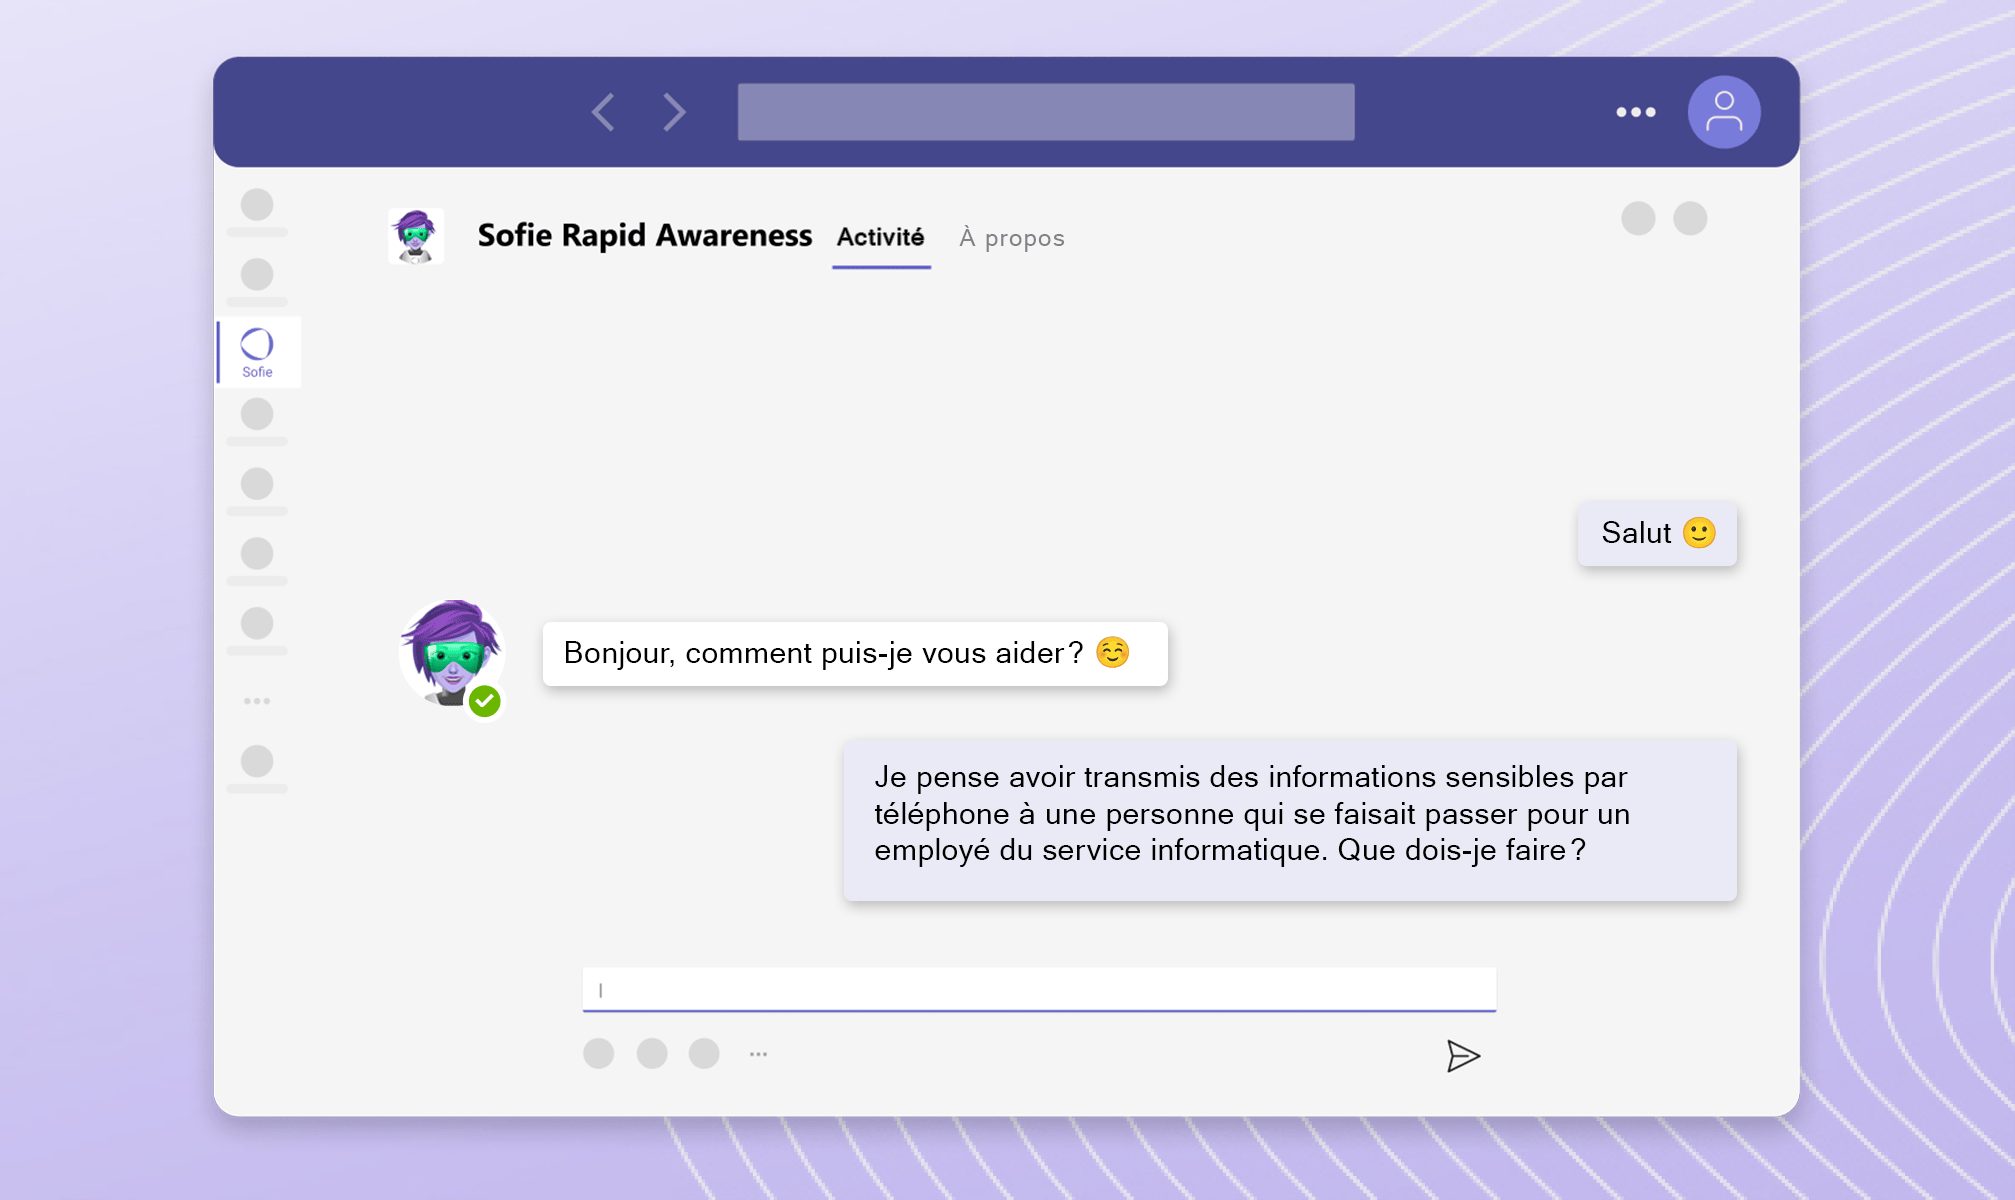 Sofie Rapid Awareness Activité À propos
Sofie
Salut 🙂
Bonjour, comment puis-je vous aider ? ☺️
Je pense avoir transmis des informations sensibles par
téléphone à une personne qui se faisait passer pour un
employé du service informatique. Que dois-je faire ?